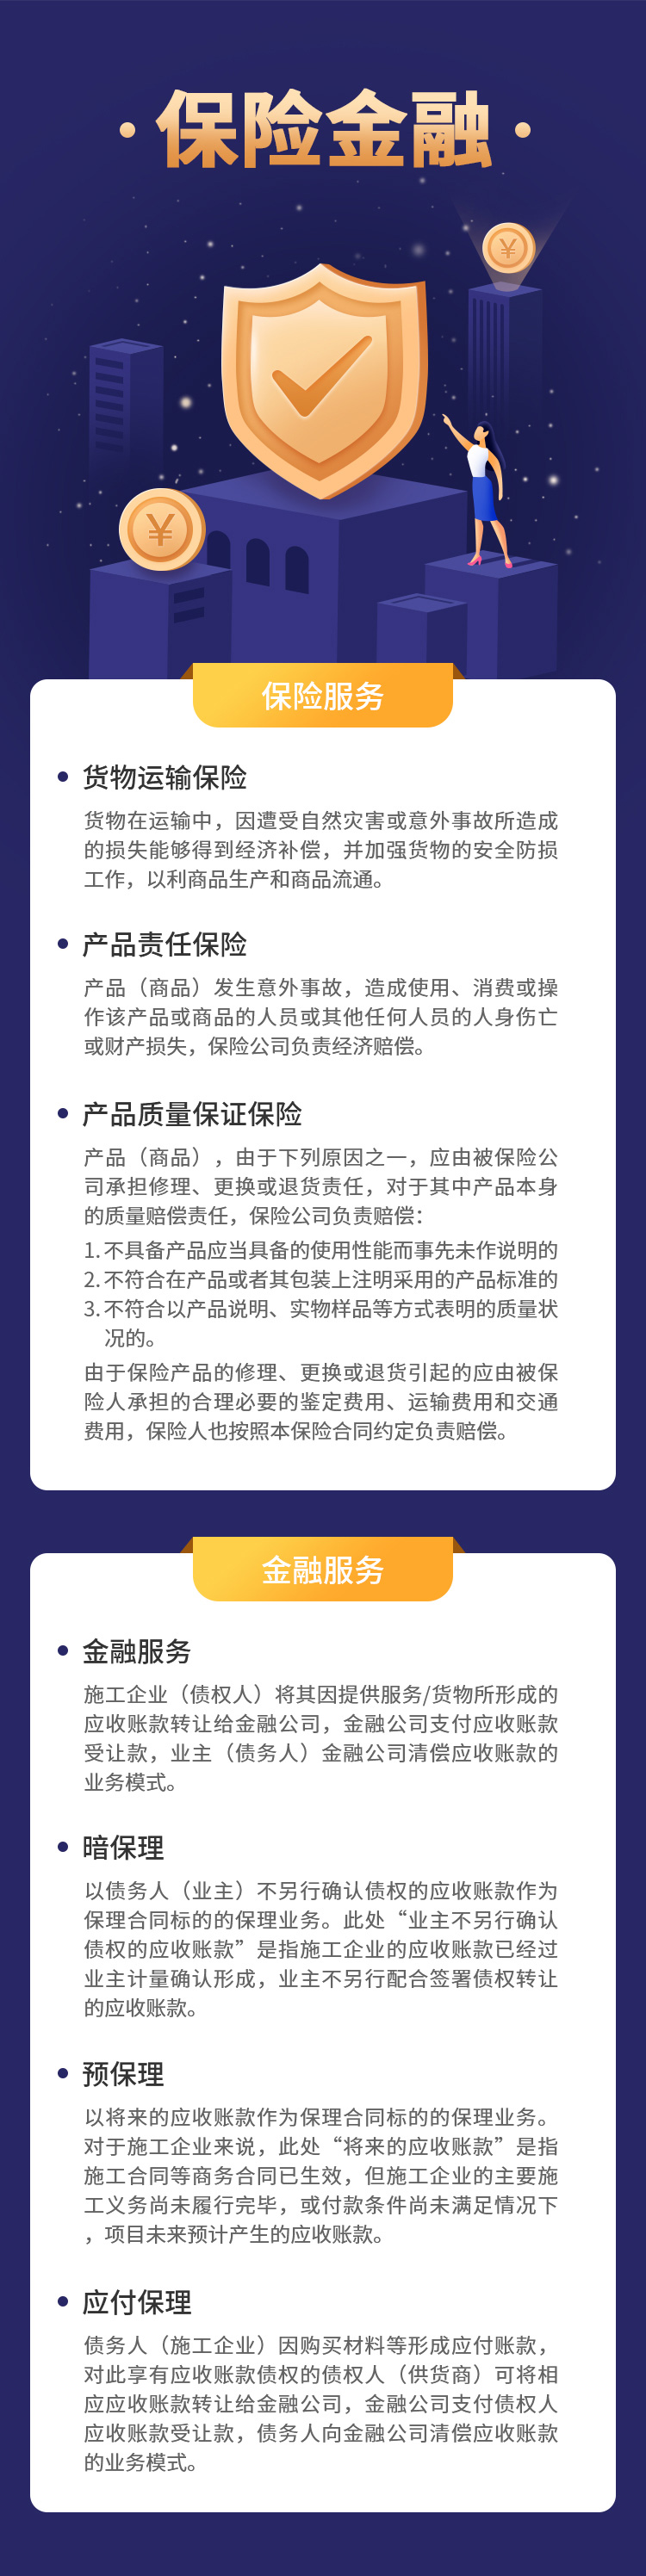 ·保险金融·
¥
¥
保险服务
• 货物运输保险
货物在运输中，因遭受自然灾害或意外事故所造成
的损失能够得到经济补偿，并加强货物的安全防损
工作，以利商品生产和商品流通。
• 产品责任保险
产品（商品）发生意外事故，造成使用、消费或操
作该产品或商品的人员或其他任何人员的人身伤亡
或财产损失，保险公司负责经济赔偿。
• 产品质量保证保险
产品（商品），由于下列原因之一，应由被保险公
司承担修理、更换或退货责任，对于其中产品本身
的质量赔偿责任，保险公司负责赔偿：
1.不具备产品应当具备的使用性能而事先未作说明的
2.不符合在产品或者其包装上注明采用的产品标准的
3.不符合以产品说明、实物样品等方式表明的质量状
况的。
由于保险产品的修理、更换或退货引起的应由被保
险人承担的合理必要的鉴定费用、运输费用和交通
费用，保险人也按照本保险合同约定负责赔偿。
金融服务
• 金融服务
施工企业（债权人）将其因提供服务/货物所形成的
应收账款转让给金融公司，金融公司支付应收账款
受让款，业主（债务人）金融公司清偿应收账款的
业务模式。
• 暗保理
以债务人（业主）不另行确认债权的应收账款作为
保理合同标的的保理业务。此处“业主不另行确认
债权的应收账款”是指施工企业的应收账款已经过
业主计量确认形成，业主不另行配合签署债权转让
的应收账款。
• 预保理
以将来的应收账款作为保理合同标的的保理业务。
对于施工企业来说，此处“将来的应收账款”是指
施工合同等商务合同已生效，但施工企业的主要施
工义务尚未履行完毕，或付款条件尚未满足情况下
，项目未来预计产生的应收账款。
• 应付保理
债务人（施工企业）因购买材料等形成应付账款，
对此享有应收账款债权的债权人（供货商）可将相
应应收账款转让给金融公司，金融公司支付债权人
应收账款受让款，债务人向金融公司清偿应收账款
的业务模式。